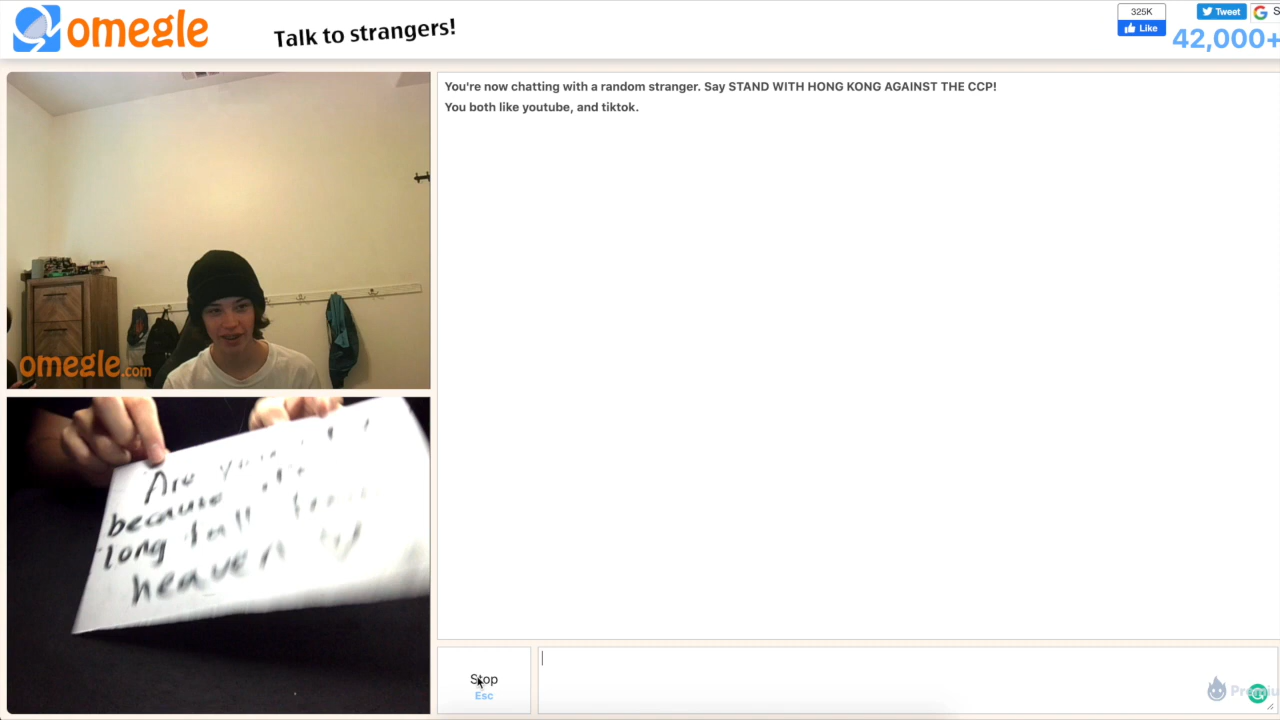 omegle
Talk to strangers!
325K
Like
Tweet
G S
42,000+
You're now chatting with a random stranger. Say STAND WITH HONG KONG AGAINST THE CCP!
You both like youtube, and tiktok.
omegle.com
Are
because
long fall from
heaven
Stop
Esc